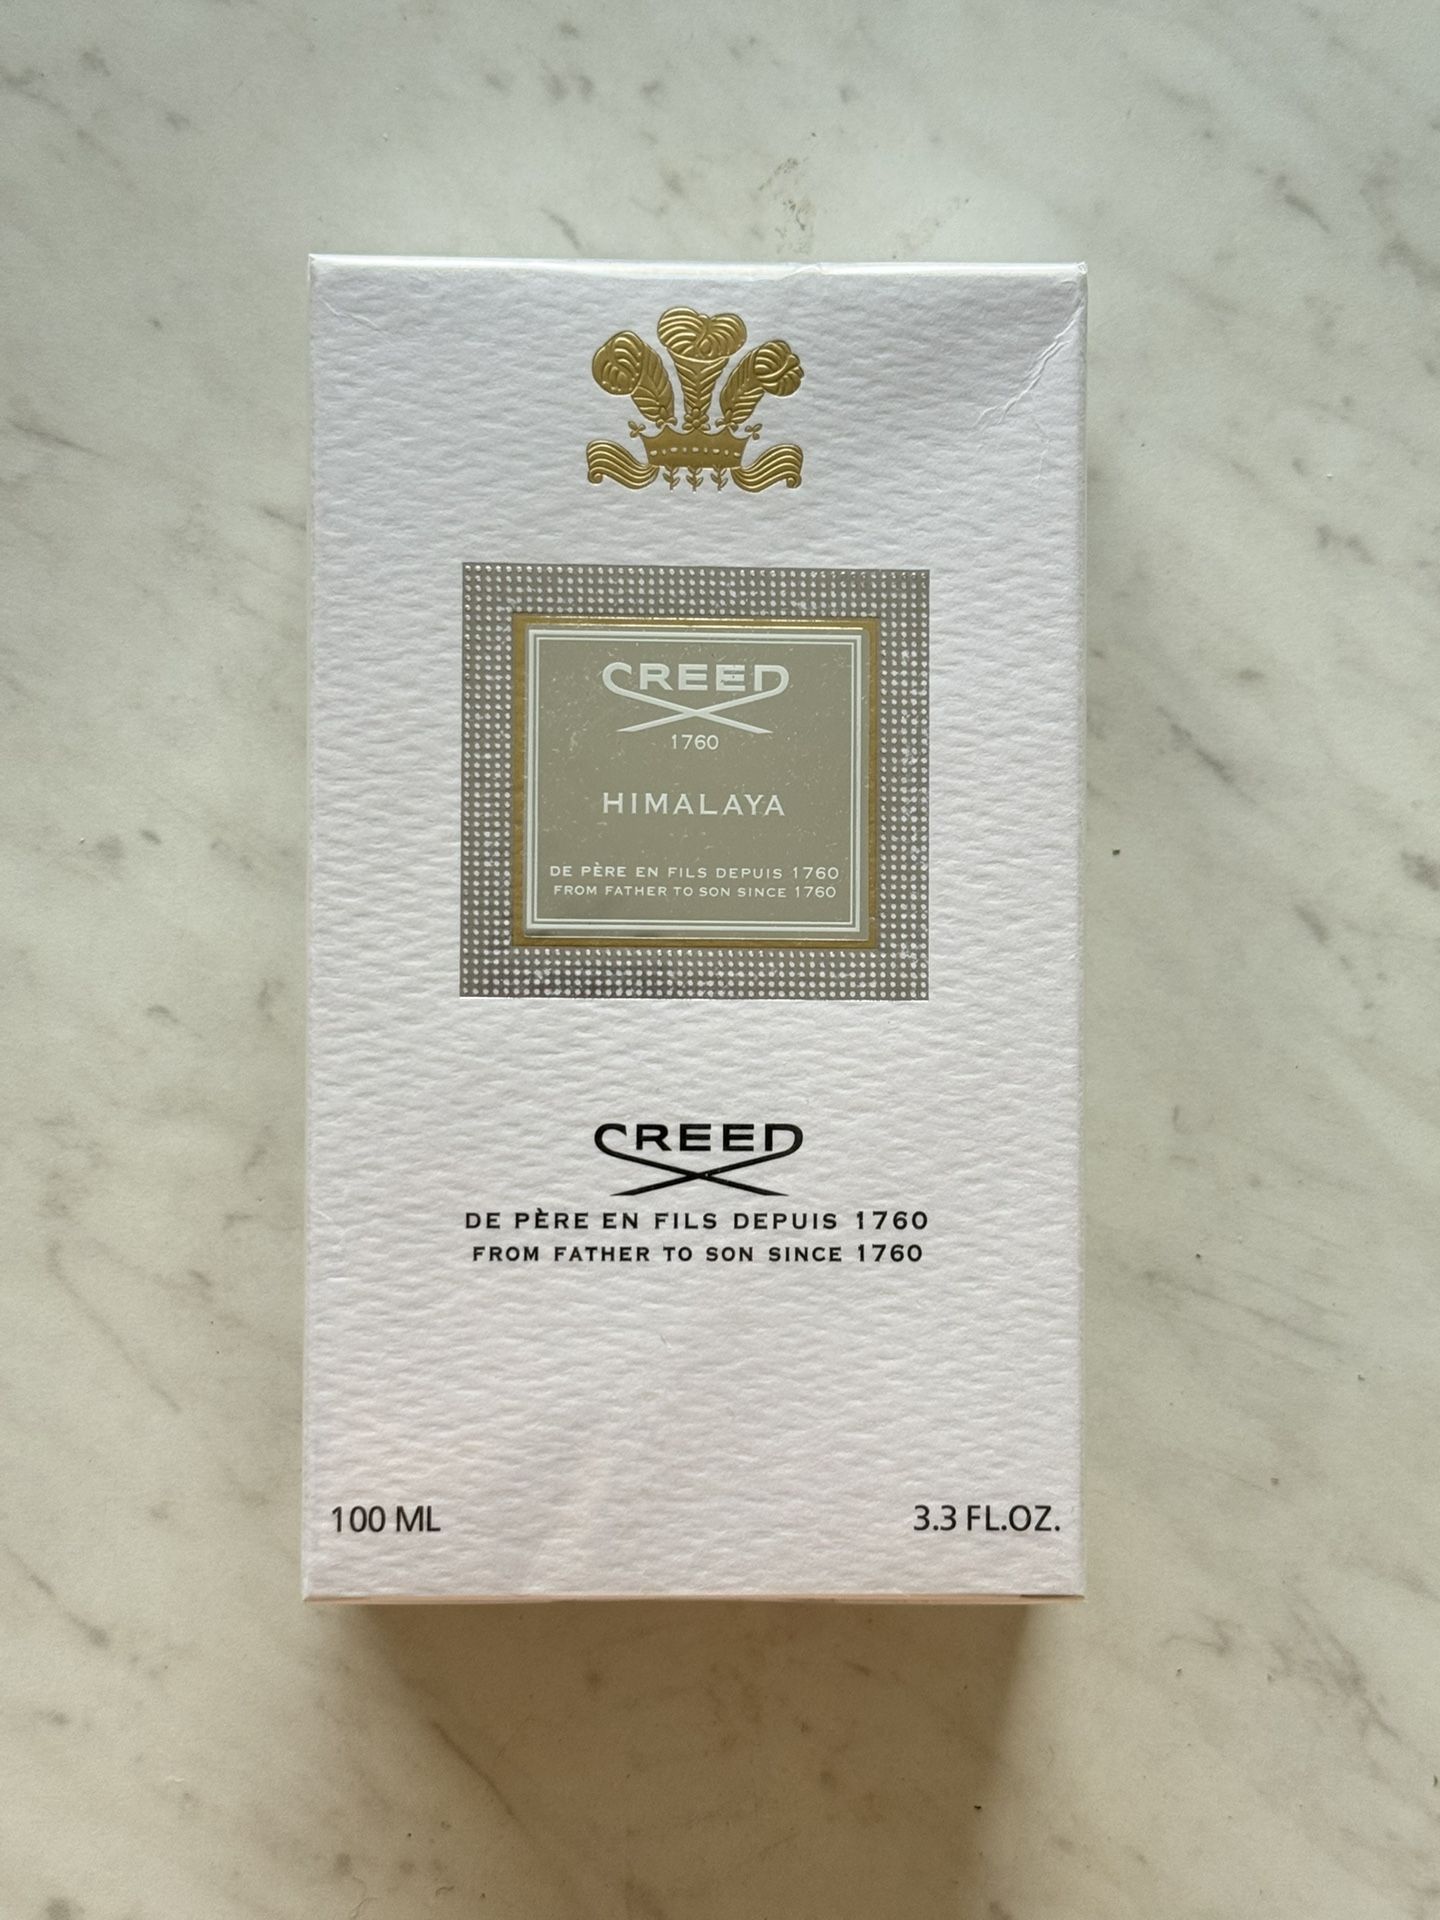 CREED
1760
HIMALAYA
DE PÈRE EN FILS DEPUIS 1760
FROM FATHER TO SON SINCE 1760
CREED
DE PÈRE EN FILS DEPUIS 1760
FROM FATHER TO SON SINCE 1760
100 ML
3.3 FL.OZ.